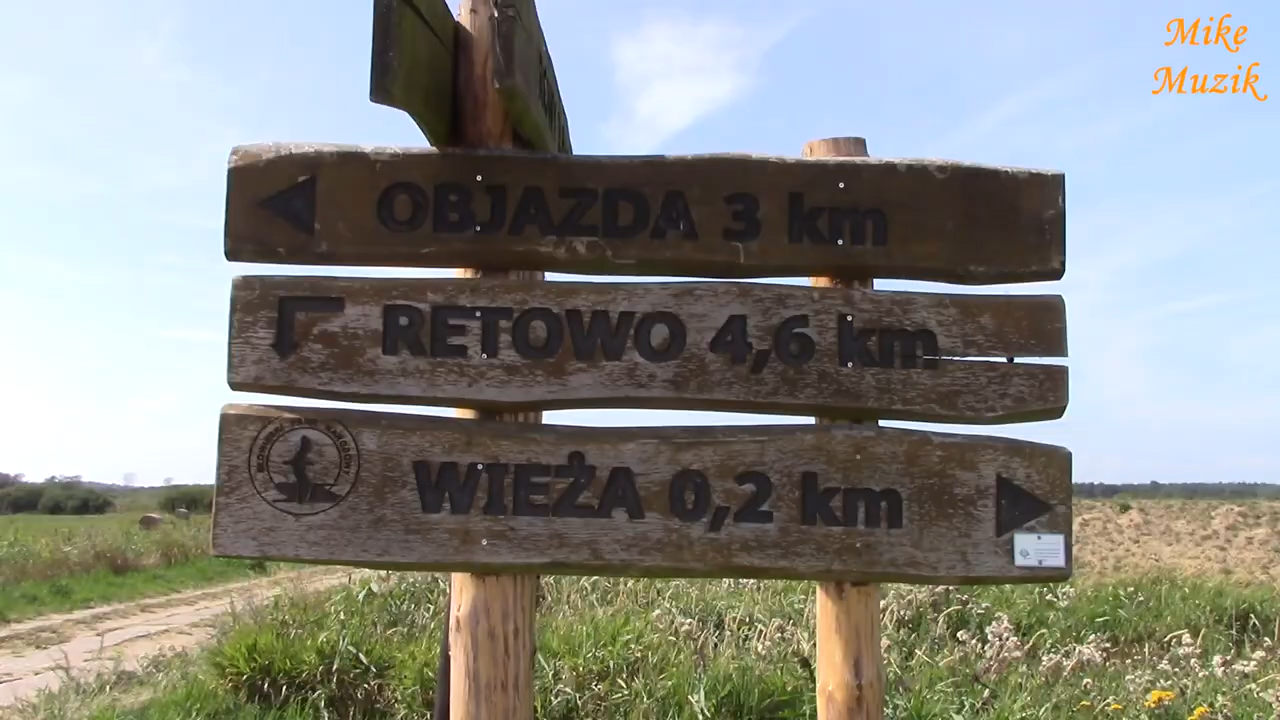 Mike
Muzik
OBJAZDA 3 km
RETOWO 4,6 km
WIEŻA 0,2 km